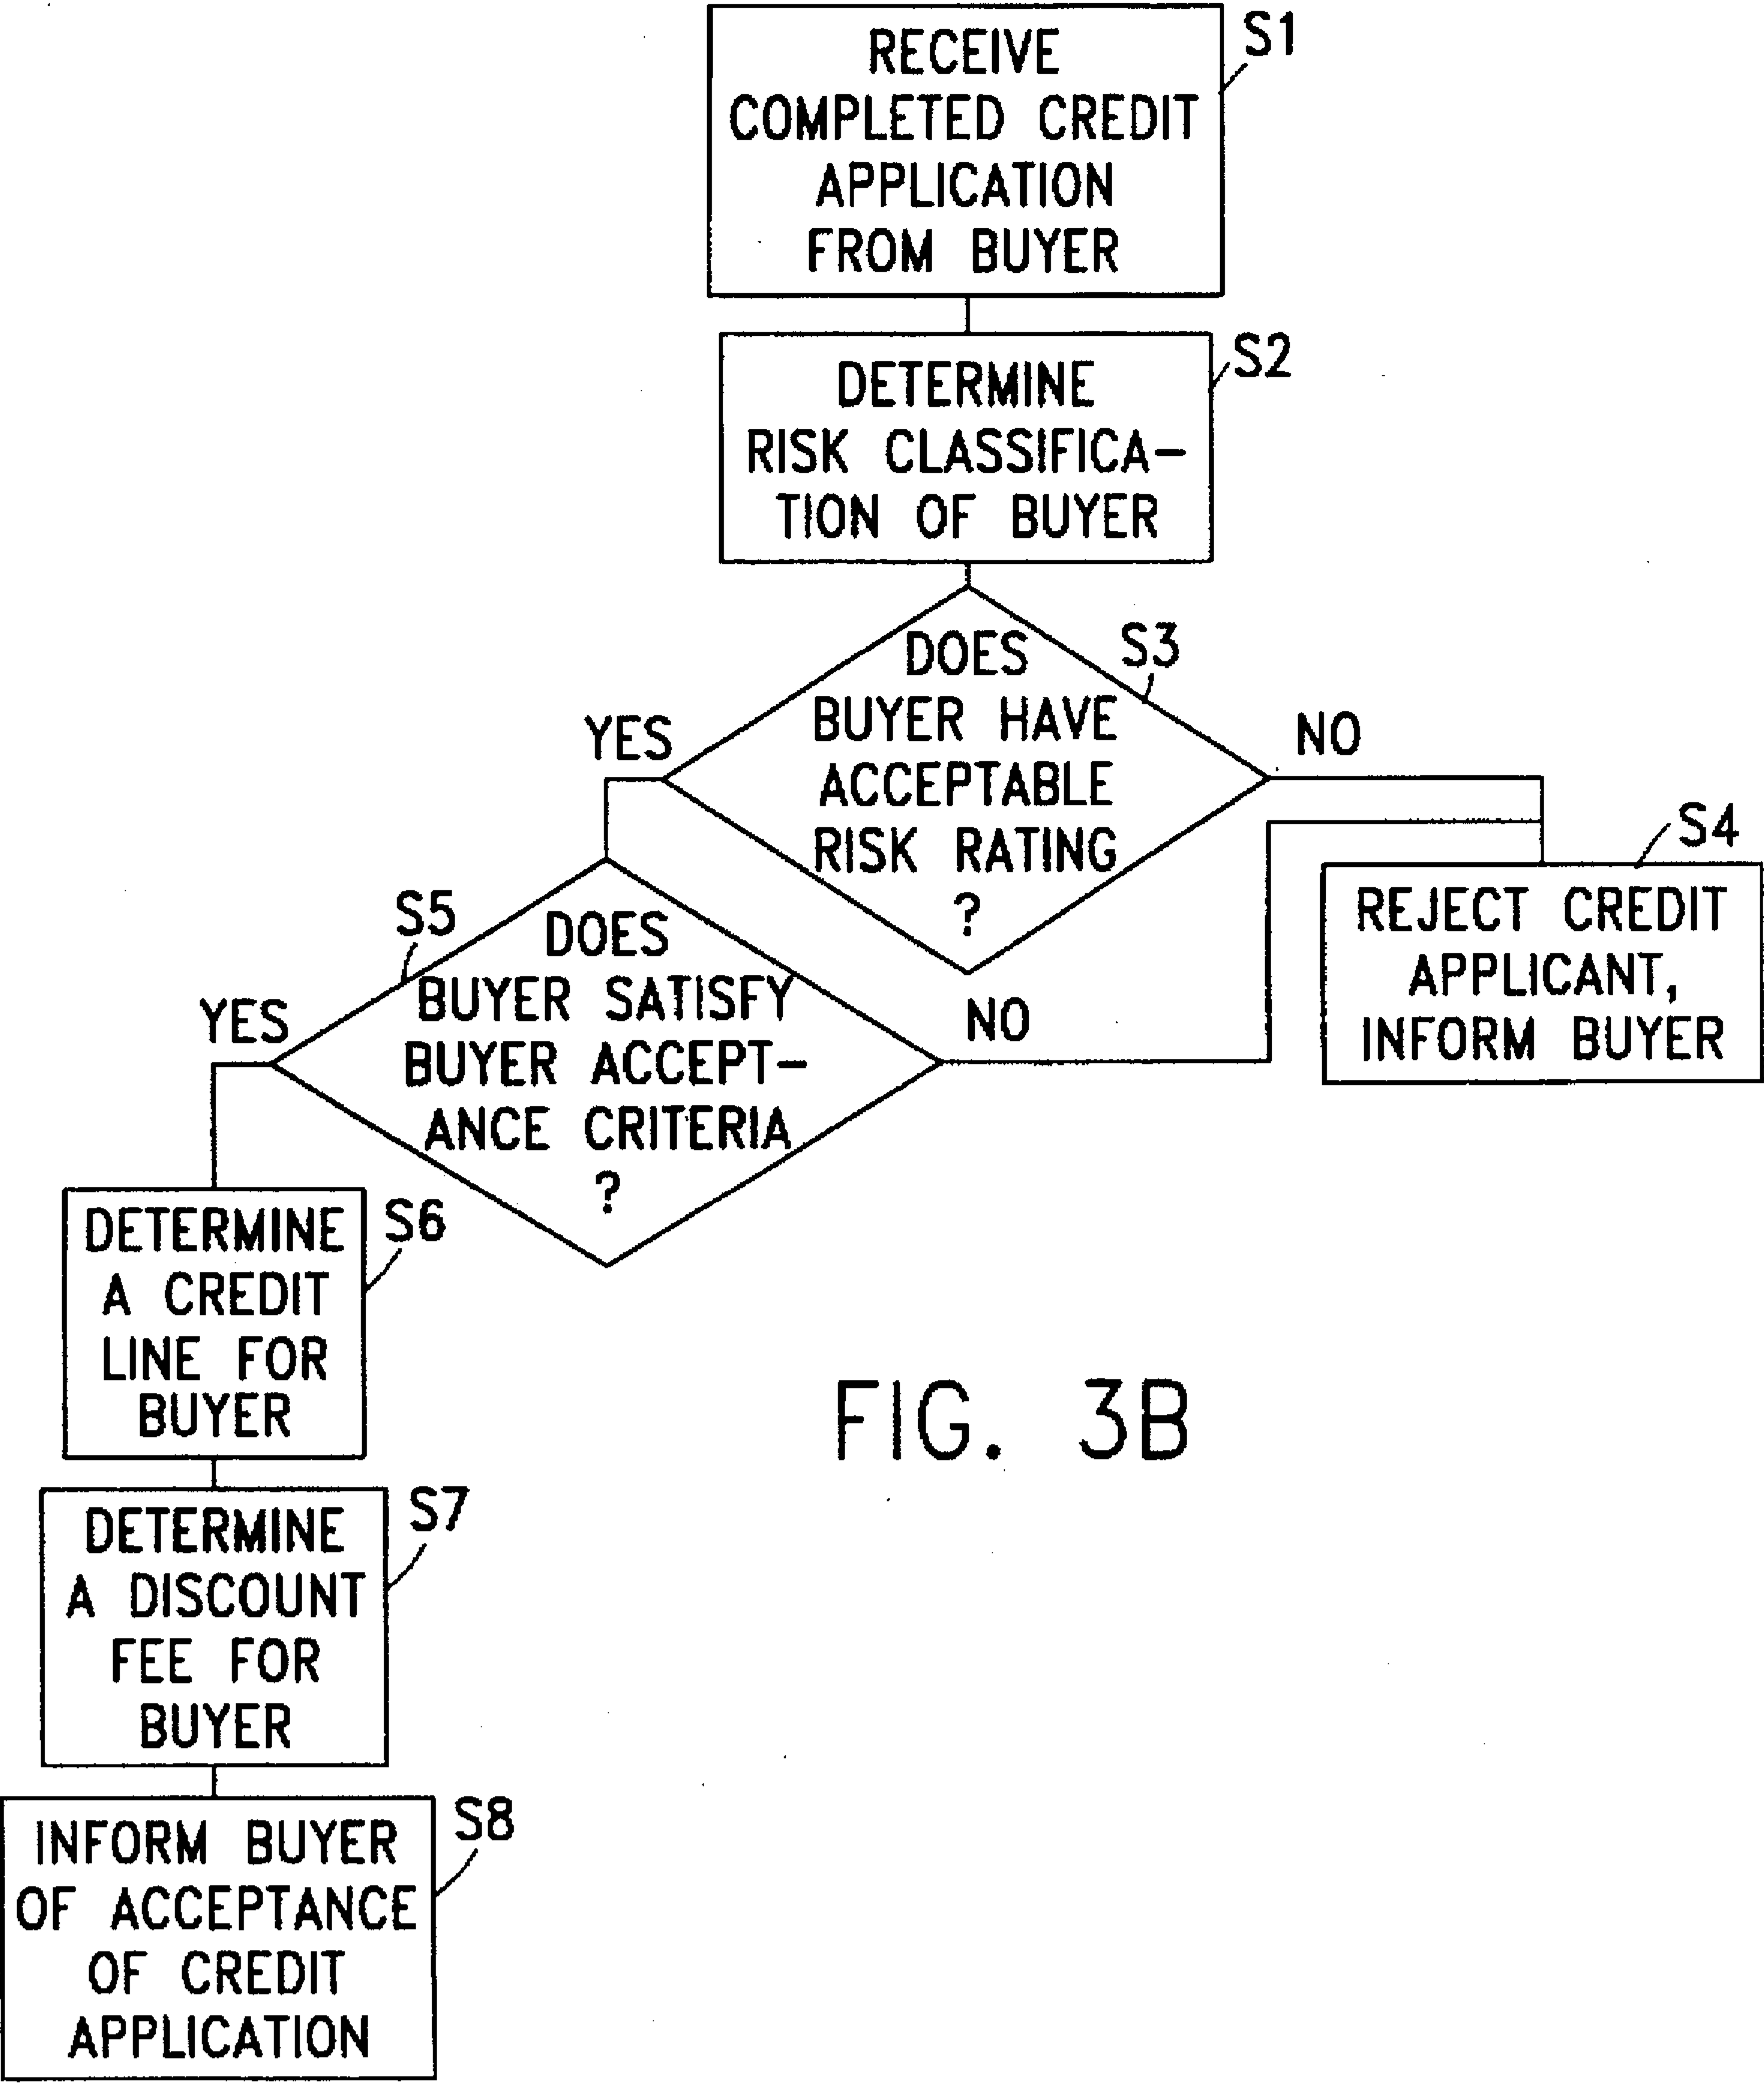 RECEIVE
COMPLETED CREDIT
APPLICATION
FROM BUYER
S1
DETERMINE
RISK CLASSIFICA-
TION OF BUYER
S2
DOES
BUYER HAVE
ACCEPTABLE
RISK RATING
?
S3
YES
NO
S4
REJECT CREDIT
APPLICANT,
INFORM BUYER
S5
DOES
BUYER SATISFY
BUYER ACCEPT-
ANCE CRITERIA
?
YES
NO
DETERMINE
A CREDIT
LINE FOR
BUYER
S6
DETERMINE
A DISCOUNT
FEE FOR
BUYER
S7
INFORM BUYER
OF ACCEPTANCE
OF CREDIT
APPLICATION
S8
FIG. 3B